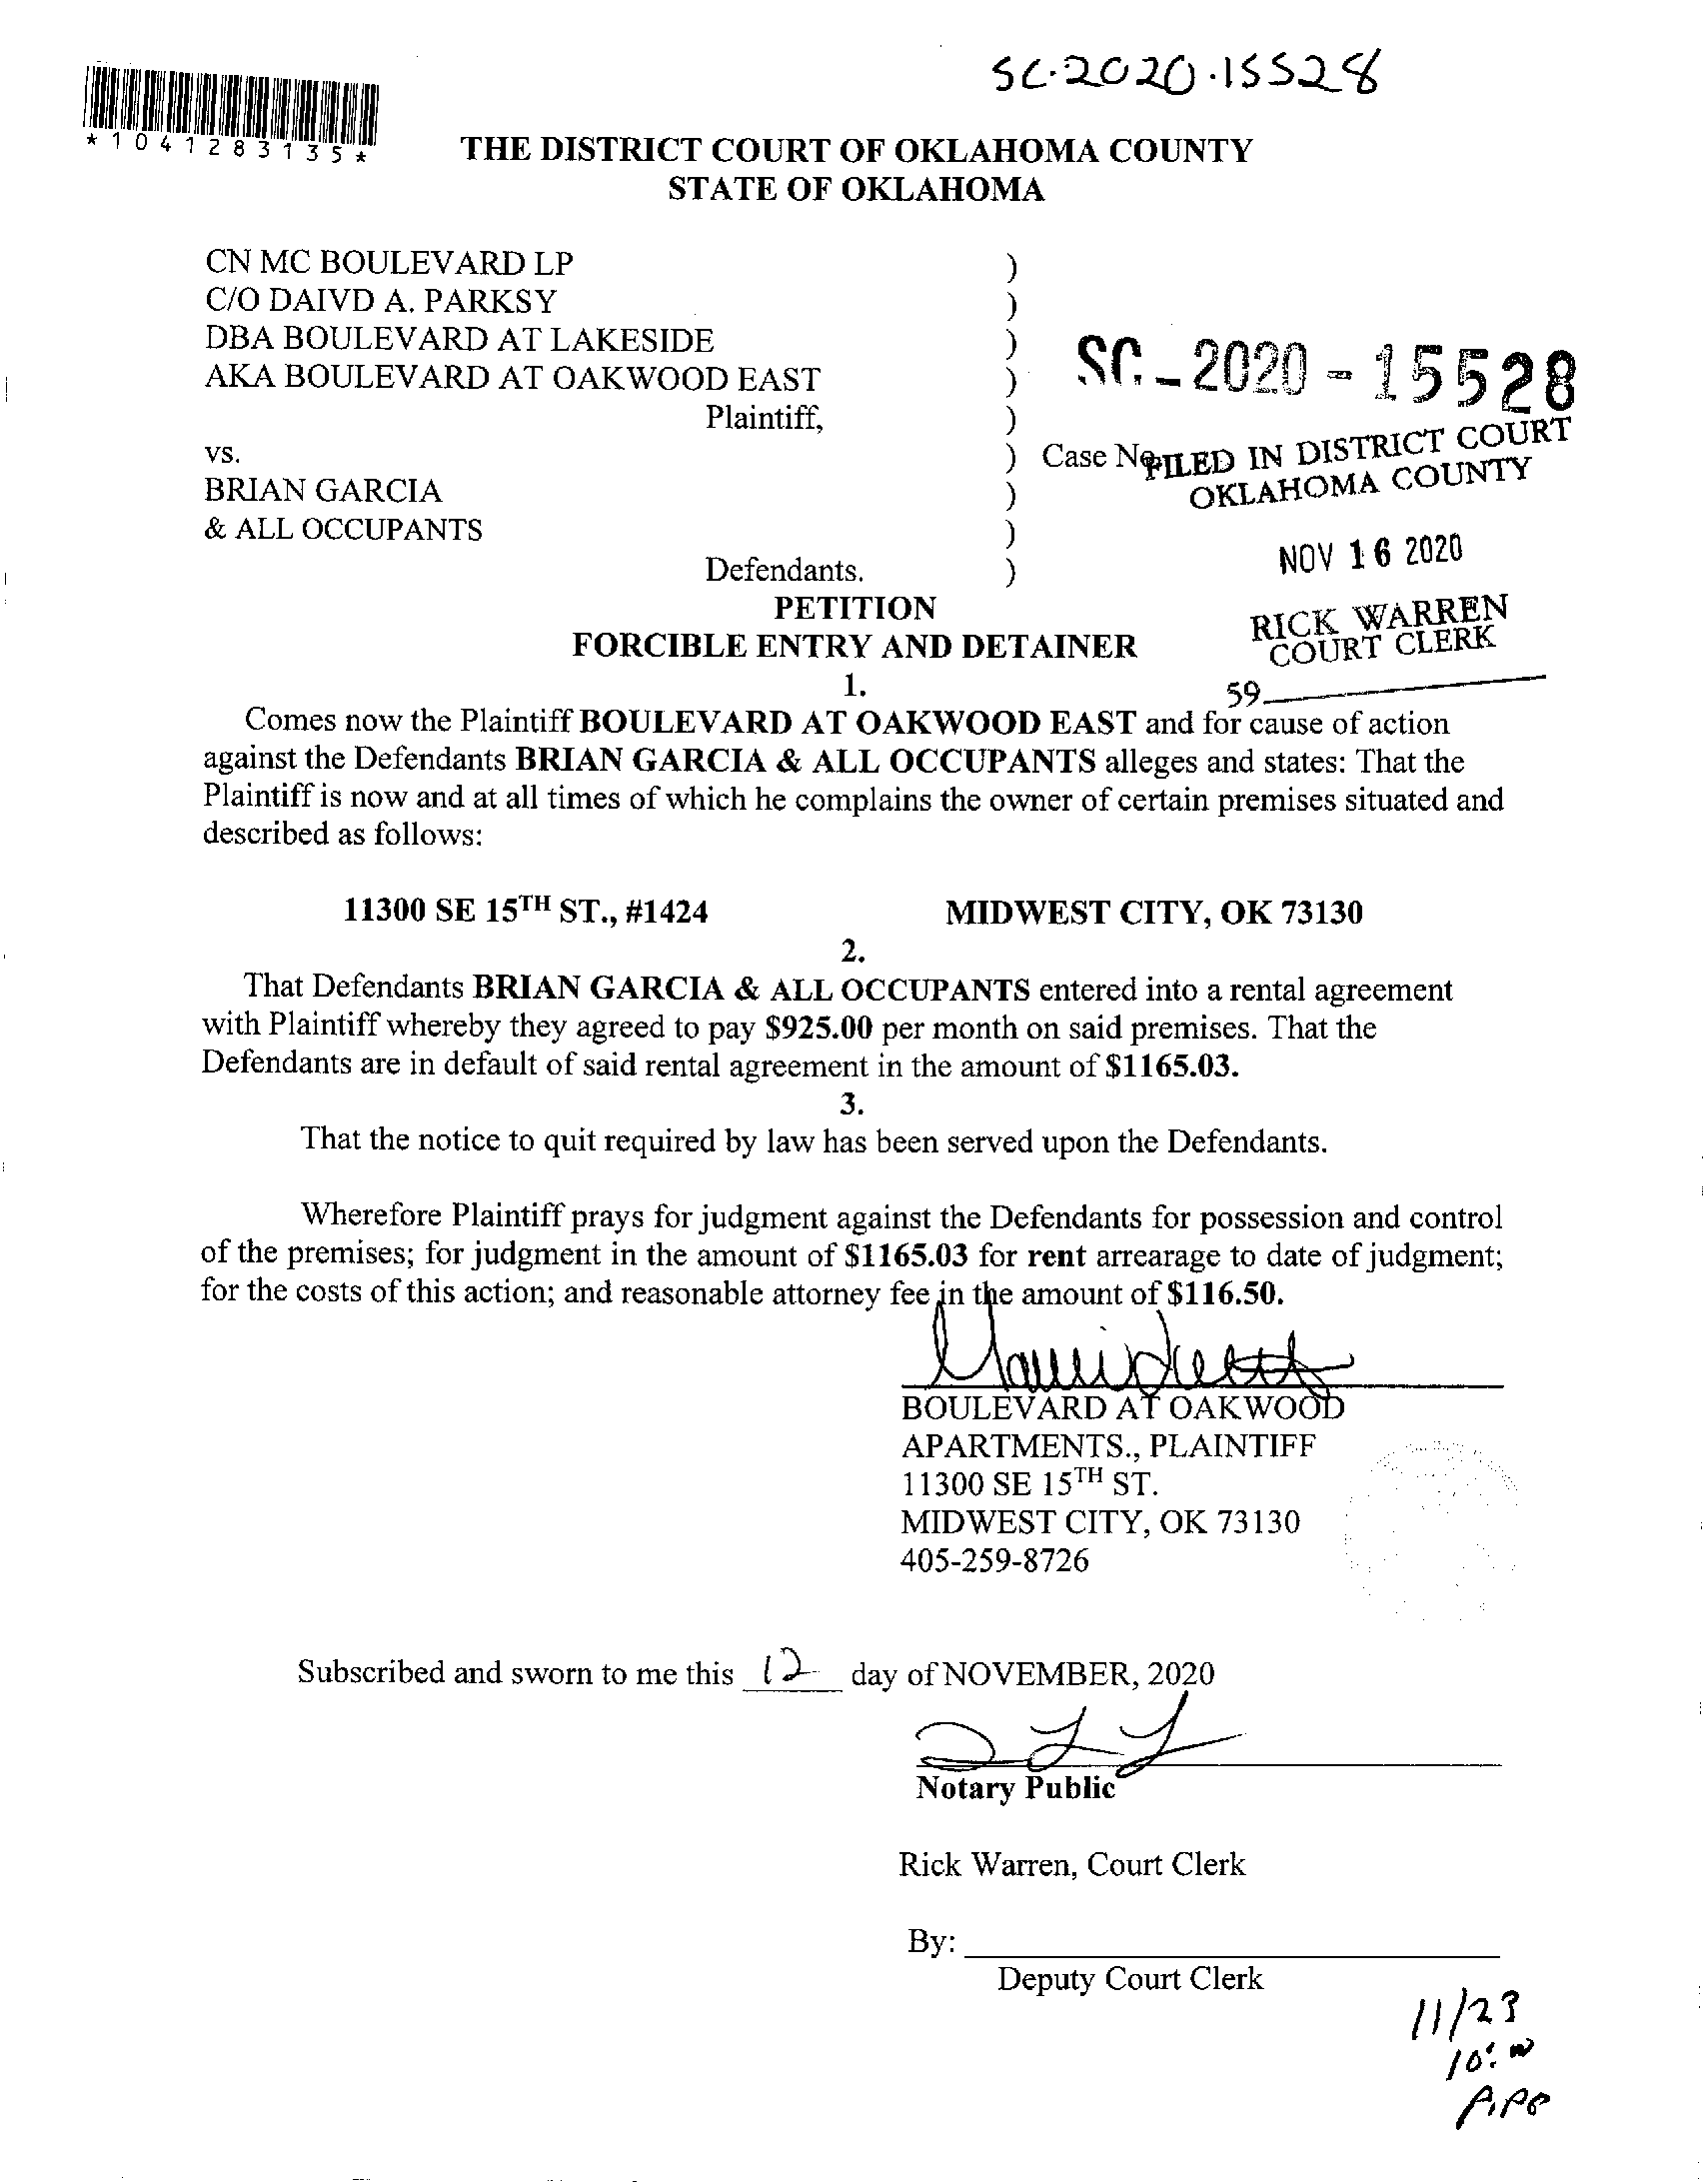 SC-2020-15528
*1041283135*
THE DISTRICT COURT OF OKLAHOMA COUNTY
STATE OF OKLAHOMA
CN MC BOULEVARD LP )
C/O DAIVD A. PARKSY )
DBA BOULEVARD AT LAKESIDE )
AKA BOULEVARD AT OAKWOOD EAST ) SC - 2020 - 15528
Plaintiff, )
vs. ) Case No. FILED IN DISTRICT COURT
BRIAN GARCIA ) OKLAHOMA COUNTY
& ALL OCCUPANTS )
Defendants. ) NOV 16 2020
PETITION
RICK WARREN
FORCIBLE ENTRY AND DETAINER
COURT CLERK
1.
59
Comes now the Plaintiff BOULEVARD AT OAKWOOD EAST and for cause of action
against the Defendants BRIAN GARCIA & ALL OCCUPANTS alleges and states: That the
Plaintiff is now and at all times of which he complains the owner of certain premises situated and
described as follows:
11300 SE 15TH ST., #1424 MIDWEST CITY, OK 73130
2.
That Defendants BRIAN GARCIA & ALL OCCUPANTS entered into a rental agreement
with Plaintiff whereby they agreed to pay $925.00 per month on said premises. That the
Defendants are in default of said rental agreement in the amount of $1165.03.
3.
That the notice to quit required by law has been served upon the Defendants.
Wherefore Plaintiff prays for judgment against the Defendants for possession and control
of the premises; for judgment in the amount of $1165.03 for rent arrearage to date of judgment;
for the costs of this action; and reasonable attorney fee in the amount of $116.50.
BOULEVARD AT OAKWOOD
APARTMENTS., PLAINTIFF
11300 SE 15TH ST.
MIDWEST CITY, OK 73130
405-259-8726
Subscribed and sworn to me this 12 day of NOVEMBER, 2020
Notary Public
Rick Warren, Court Clerk
By:
Deputy Court Clerk
11/23